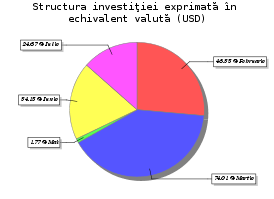 Structura investiţiei exprimată în
echivalent valută (USD)
24.67 @ Iulie
48.55 @ Februarie
54.15 @ Iunie
1.77 @ Mai
74.01 @ Martie